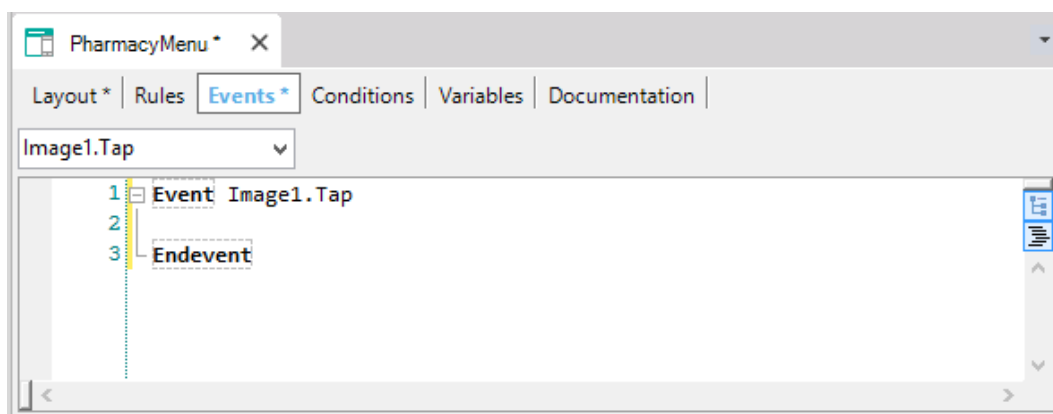 PharmacyMenu *
Layout * Rules Events * Conditions Variables Documentation
Image1.Tap
1 Event Image1.Tap
2
3 Endevent